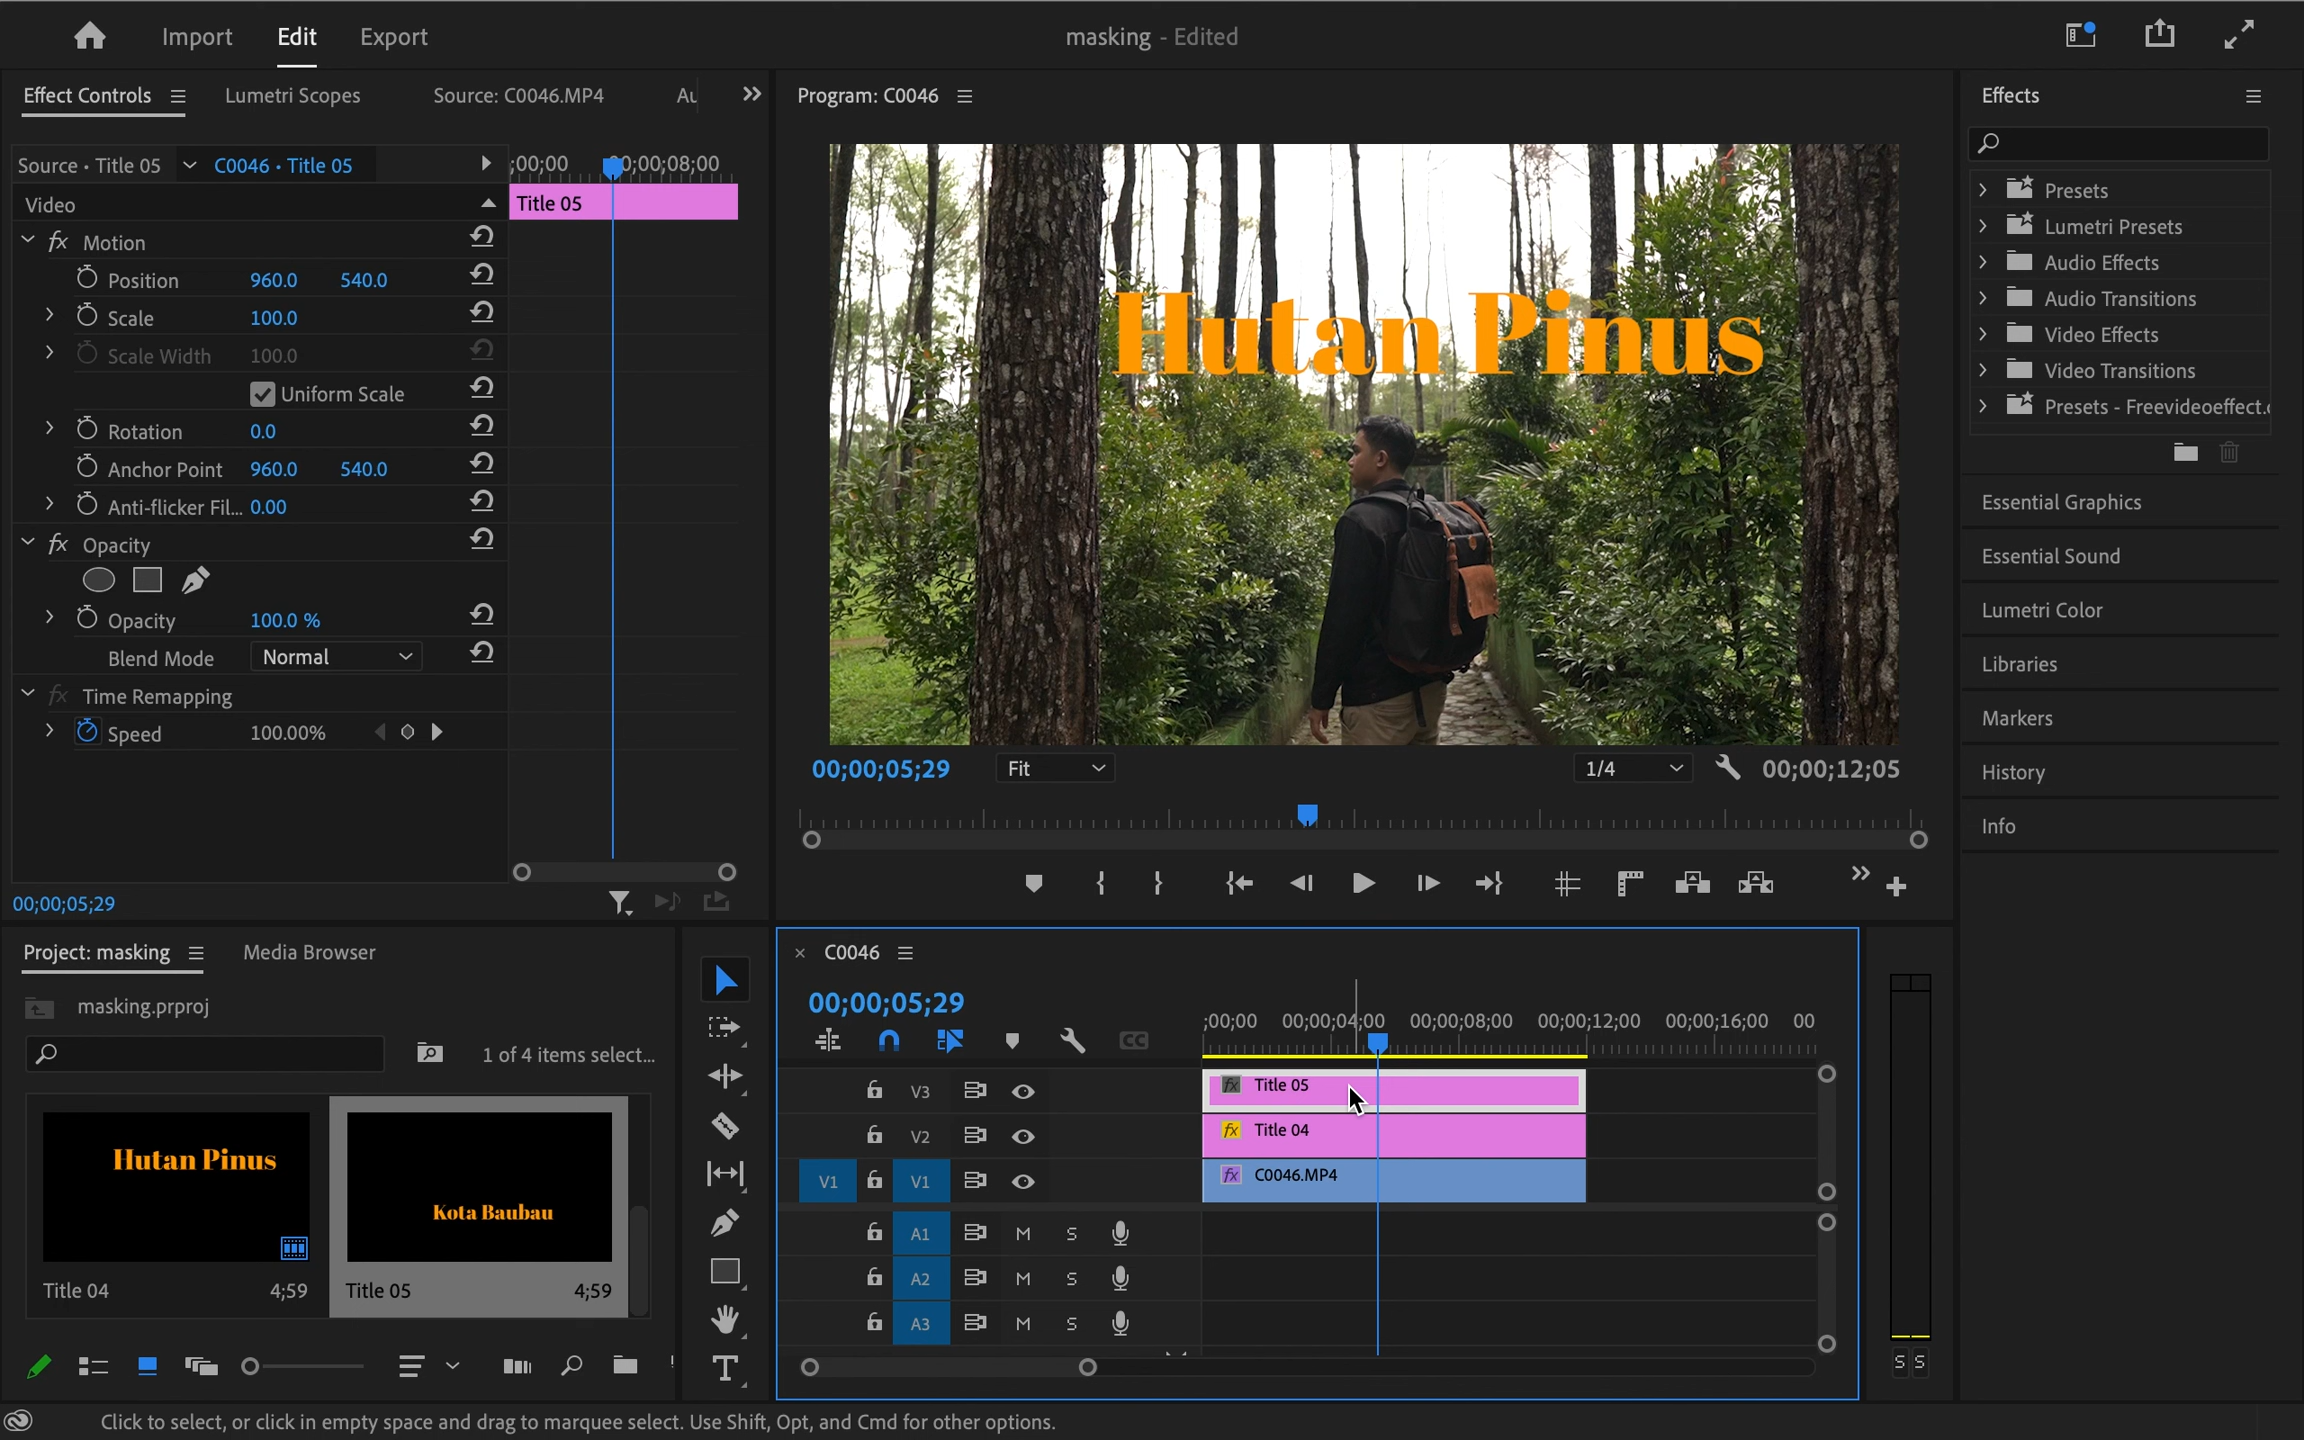 Import
Edit
Export
masking - Edited
Effect Controls
Lumetri Scopes
Source: C0046.MP4
Au
Source • Title 05
C0046 • Title 05
;00;00
00;00;08;00
Video
Title 05
fx Motion
Position 960.0 540.0
Scale 100.0
Scale Width 100.0
Uniform Scale
Rotation 0.0
Anchor Point 960.0 540.0
Anti-flicker Fil... 0.00
fx Opacity
Opacity 100.0 %
Blend Mode Normal
fx Time Remapping
Speed 100.00%
00;00;05;29
Program: C0046
Hutan Pinus
00;00;05;29
Fit
1/4
00;00;12;05
Effects
Presets
Lumetri Presets
Audio Effects
Audio Transitions
Video Effects
Video Transitions
Presets - Freevideoeffect.c
Essential Graphics
Essential Sound
Lumetri Color
Libraries
Markers
History
Info
Project: masking
Media Browser
masking.prproj
1 of 4 items select...
Hutan Pinus
Title 04 4;59
Kota Baubau
Title 05 4;59
T
× C0046
00;00;05;29
CC
;00;00 00;00;04;00 00;00;08;00 00;00;12;00 00;00;16;00 00
V3
fx Title 05
V2
fx Title 04
V1 V1
fx C0046.MP4
A1 M S
A2 M S
A3 M S
S S
Click to select, or click in empty space and drag to marquee select. Use Shift, Opt, and Cmd for other options.